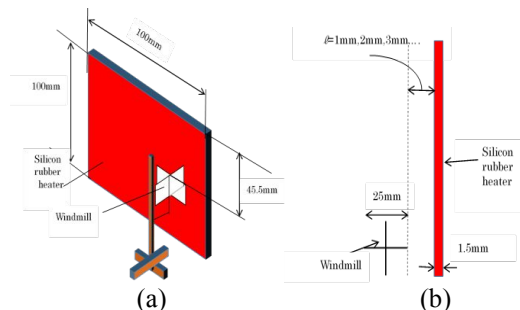 100mm
100mm
Silicon
rubber
heater
Windmill
45.5mm
(a)
ℓ=1mm,2mm,3mm....
25mm
Silicon
rubber
heater
Windmill
1.5mm
(b)